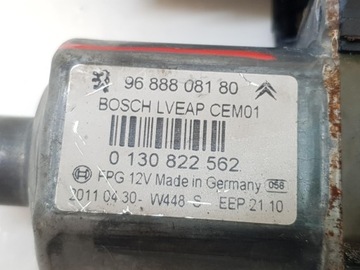 96 888 081 80
BOSCH LVEAP CEM01
0 130 822 562
FPG 12V Made in Germany 058
2011 04 30- W448 S - EEP 21.10